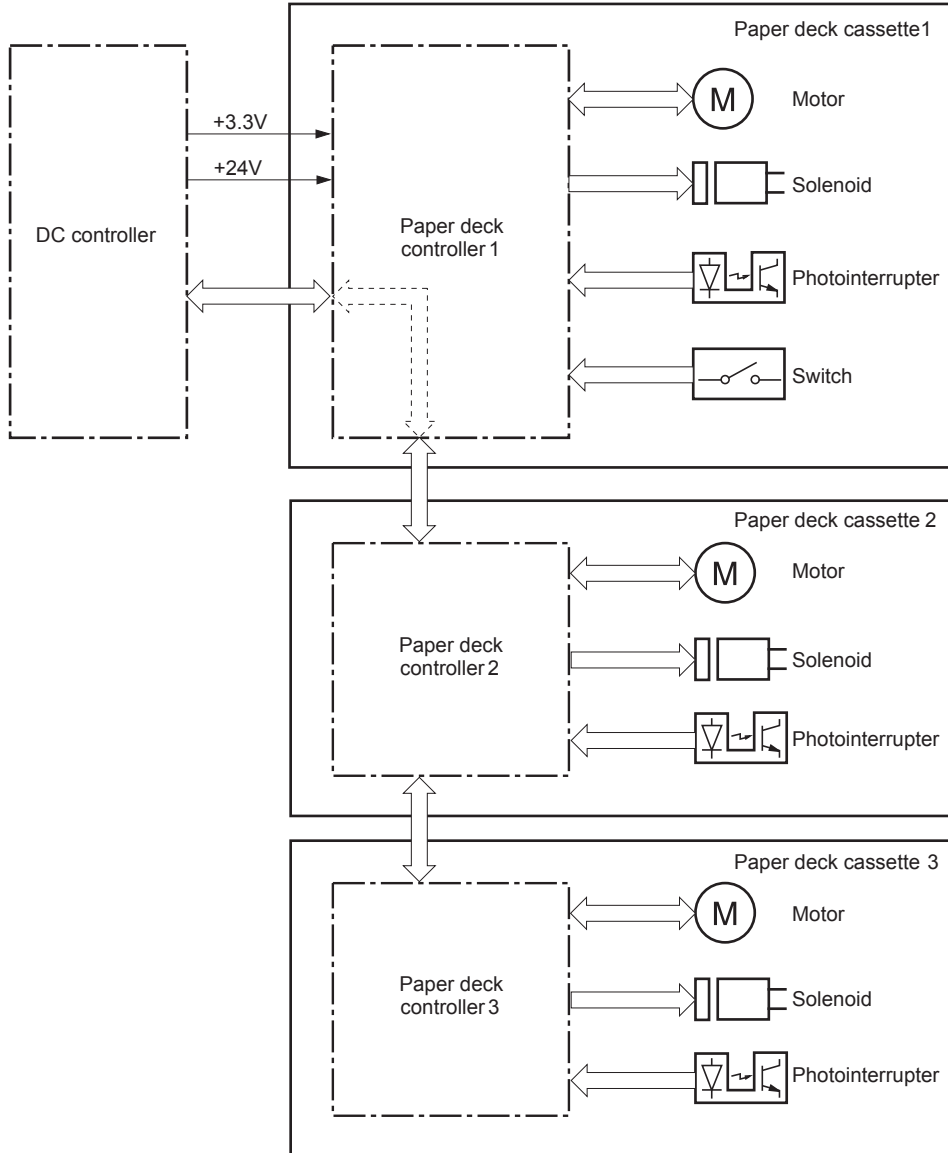 Paper deck cassette1
M
Motor
+3.3V
Solenoid
+24V
DC controller
Paper deck
controller 1
Photointerrupter
Switch
Paper deck cassette 2
M
Motor
Paper deck
controller 2
Solenoid
Photointerrupter
Paper deck cassette 3
M
Motor
Paper deck
controller 3
Solenoid
Photointerrupter